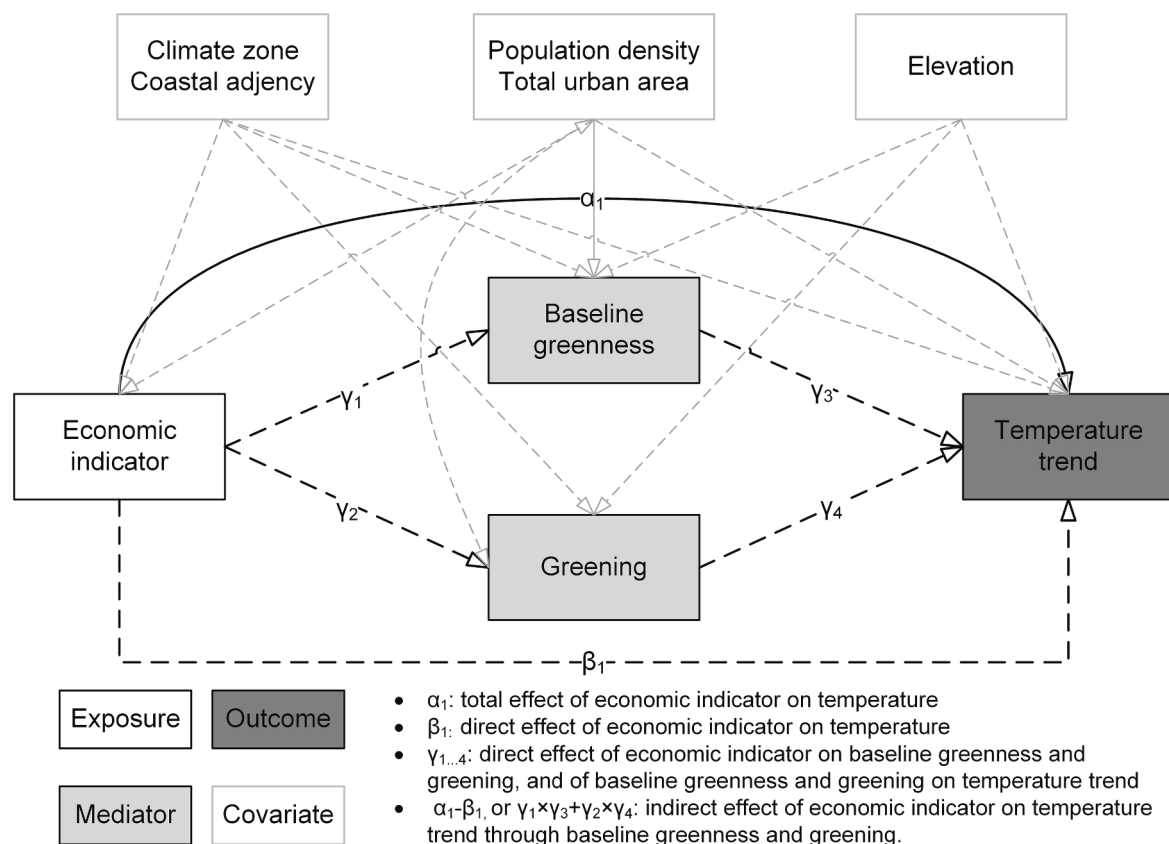 Climate zone
Coastal adjency
Population density
Total urban area
Elevation
α₁
Baseline
greenness
γ₁
γ₃
Economic
indicator
Temperature
trend
γ₂
γ₄
Greening
β₁
Exposure
Outcome
Mediator
Covariate
• α₁: total effect of economic indicator on temperature
• β₁: direct effect of economic indicator on temperature
• γ₁...₄: direct effect of economic indicator on baseline greenness and
greening, and of baseline greenness and greening on temperature trend
• α₁-β₁, or γ₁×γ₃+γ₂×γ₄: indirect effect of economic indicator on temperature
trend through baseline greenness and greening.